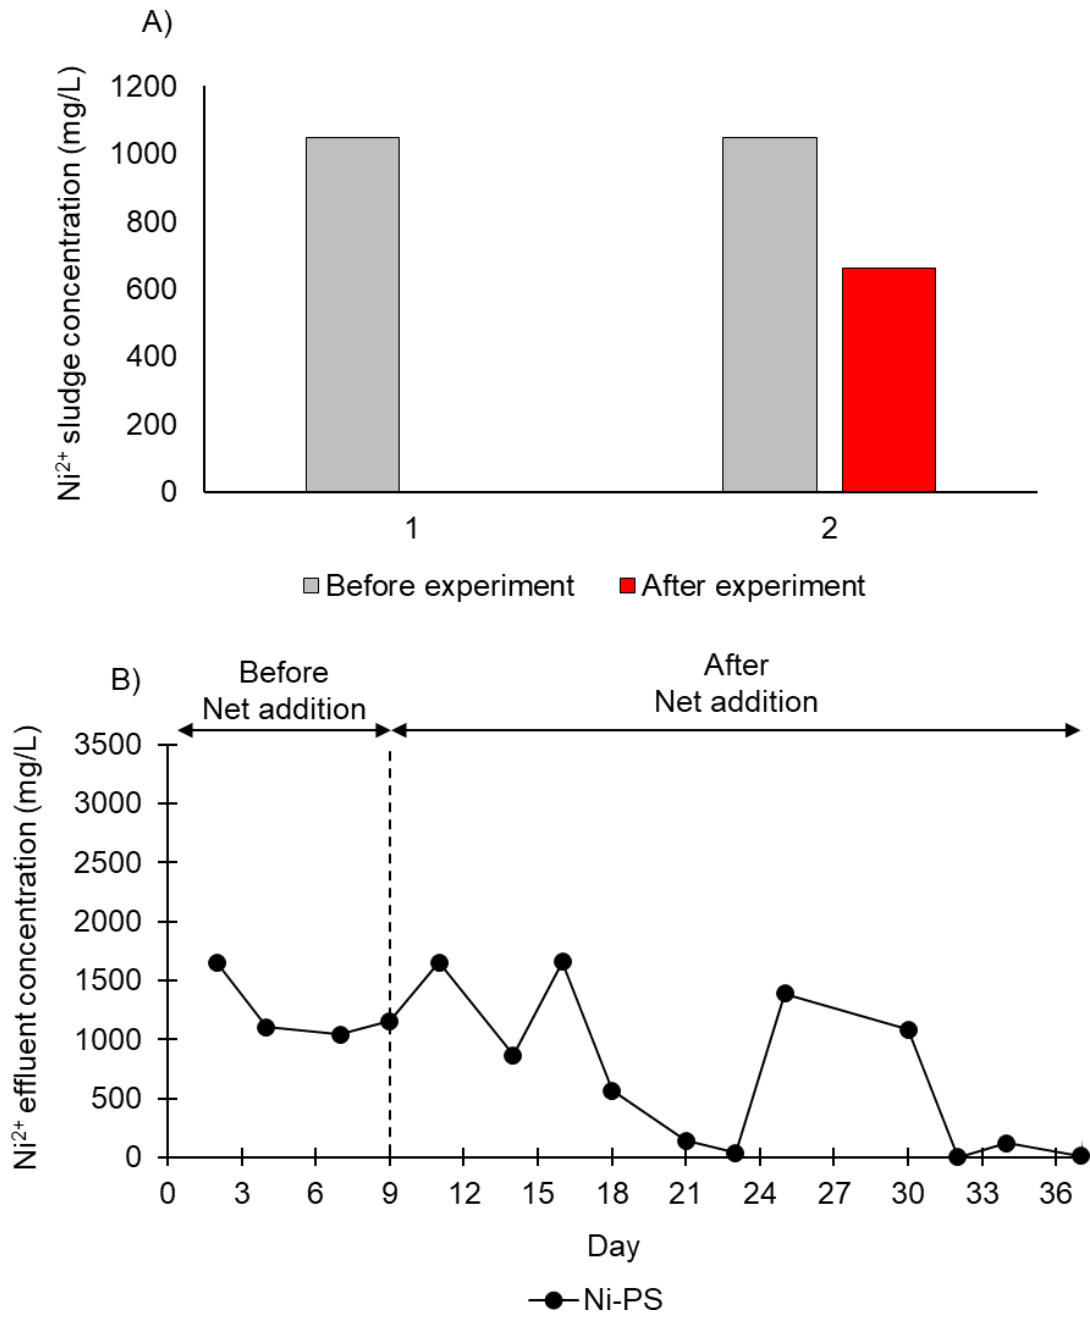 A)
Ni²⁺ sludge concentration (mg/L)
1200
1000
800
600
400
200
0
1 2
Before experiment After experiment
B)
Before
Net addition
After
Net addition
Ni²⁺ effluent concentration (mg/L)
3500
3000
2500
2000
1500
1000
500
0
0 3 6 9 12 15 18 21 24 27 30 33 36
Day
Ni-PS